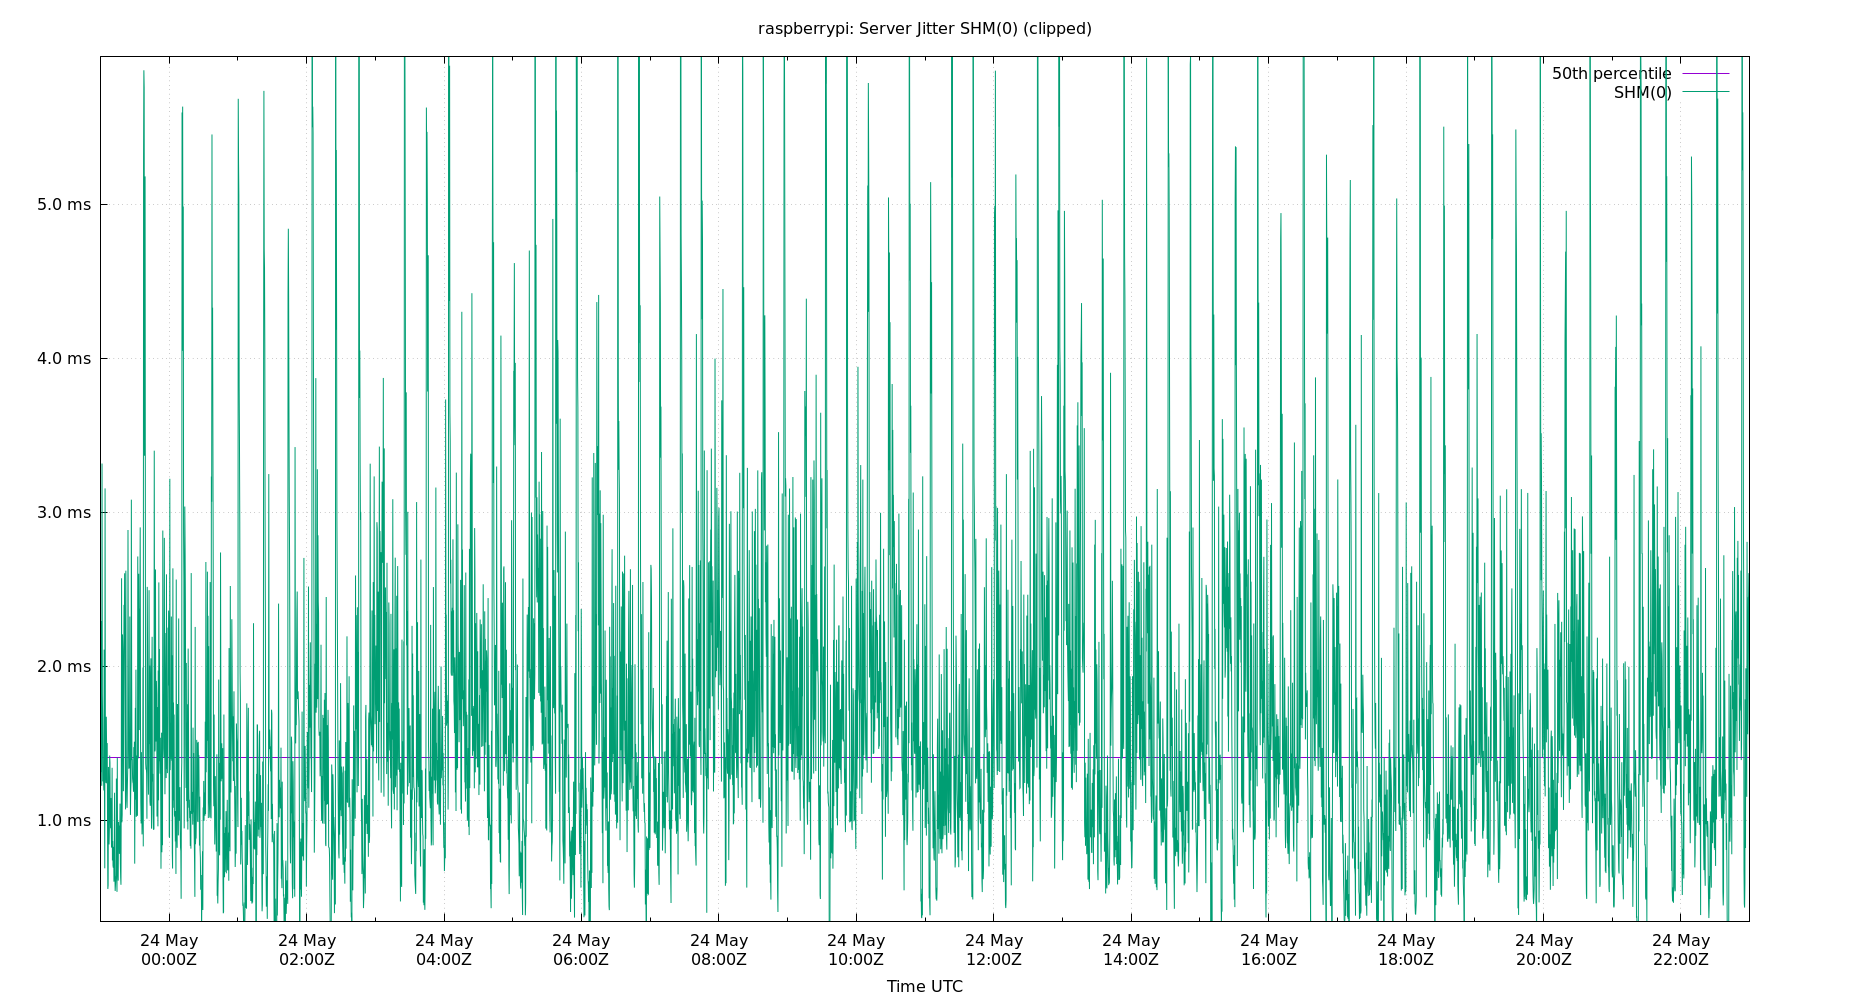 raspberrypi: Server Jitter SHM(0) (clipped)
50th percentile
SHM(0)
5.0 ms
4.0 ms
3.0 ms
2.0 ms
1.0 ms
24 May 24 May 24 May 24 May 24 May 24 May 24 May 24 May 24 May 24 May 24 May 24 May
00:00Z 02:00Z 04:00Z 06:00Z 08:00Z 10:00Z 12:00Z 14:00Z 16:00Z 18:00Z 20:00Z 22:00Z
Time UTC